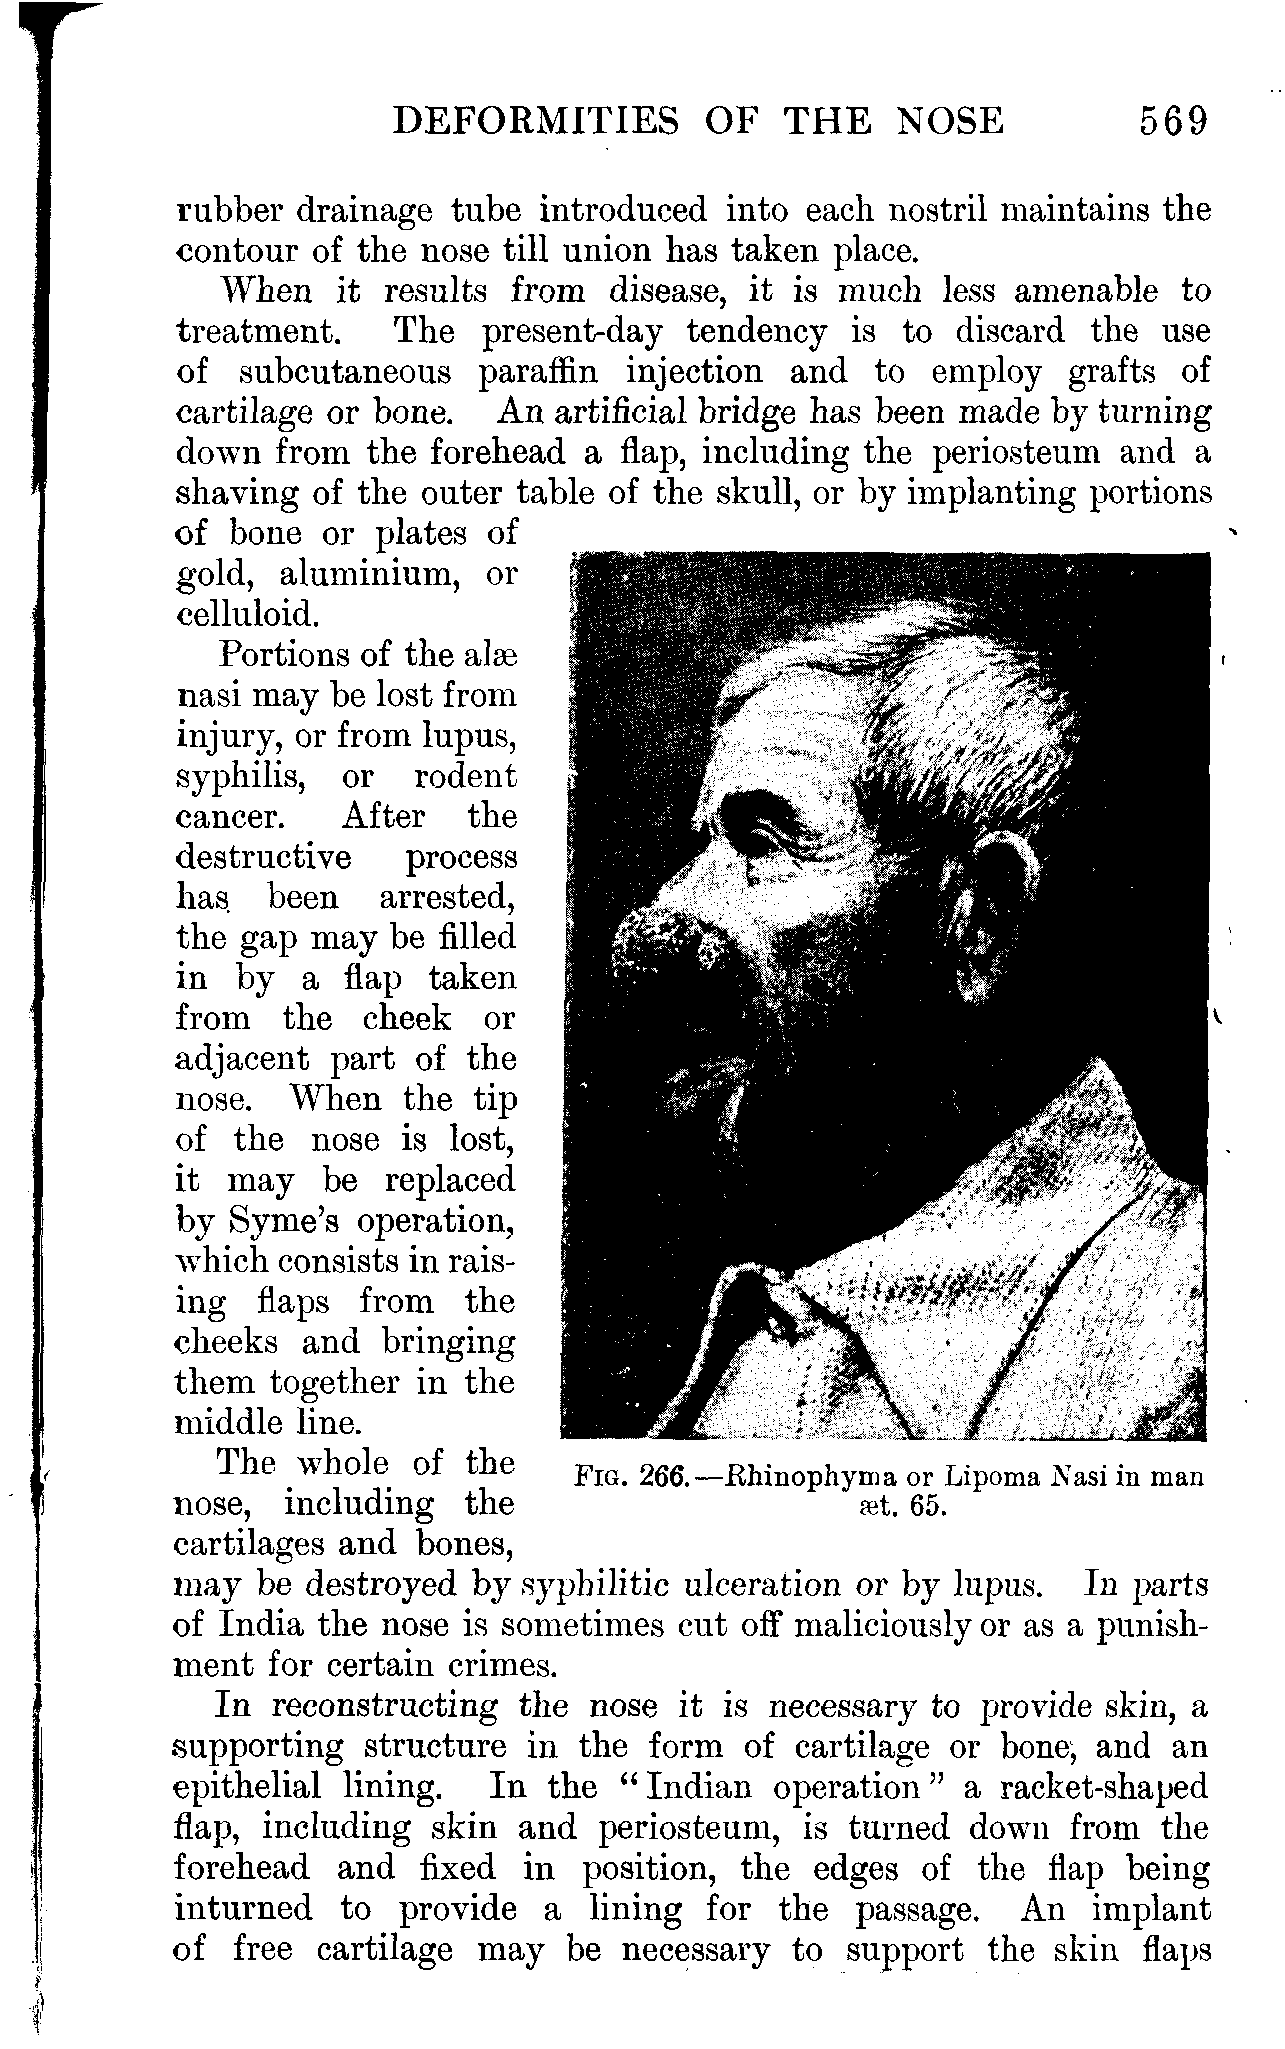 DEFORMITIES OF THE NOSE 569
rubber drainage tube introduced into each nostril maintains the
contour of the nose till union has taken place.
When it results from disease, it is much less amenable to
treatment. The present-day tendency is to discard the use
of subcutaneous paraffin injection and to employ grafts of
cartilage or bone. An artificial bridge has been made by turning
down from the forehead a flap, including the periosteum and a
shaving of the outer table of the skull, or by implanting portions
of bone or plates of
gold, aluminium, or
celluloid.
Portions of the alæ
nasi may be lost from
injury, or from lupus,
syphilis, or rodent
cancer. After the
destructive process
has been arrested,
the gap may be filled
in by a flap taken
from the cheek or
adjacent part of the
nose. When the tip
of the nose is lost,
it may be replaced
by Syme's operation,
which consists in rais-
ing flaps from the
cheeks and bringing
them together in the
middle line.
The whole of the
nose, including the
cartilages and bones,
FIG. 266.—Rhinophyma or Lipoma Nasi in man
æt. 65.
may be destroyed by syphilitic ulceration or by lupus. In parts
of India the nose is sometimes cut off maliciously or as a punish-
ment for certain crimes.
In reconstructing the nose it is necessary to provide skin, a
supporting structure in the form of cartilage or bone, and an
epithelial lining. In the “Indian operation” a racket-shaped
flap, including skin and periosteum, is turned down from the
forehead and fixed in position, the edges of the flap being
inturned to provide a lining for the passage. An implant
of free cartilage may be necessary to support the skin flaps